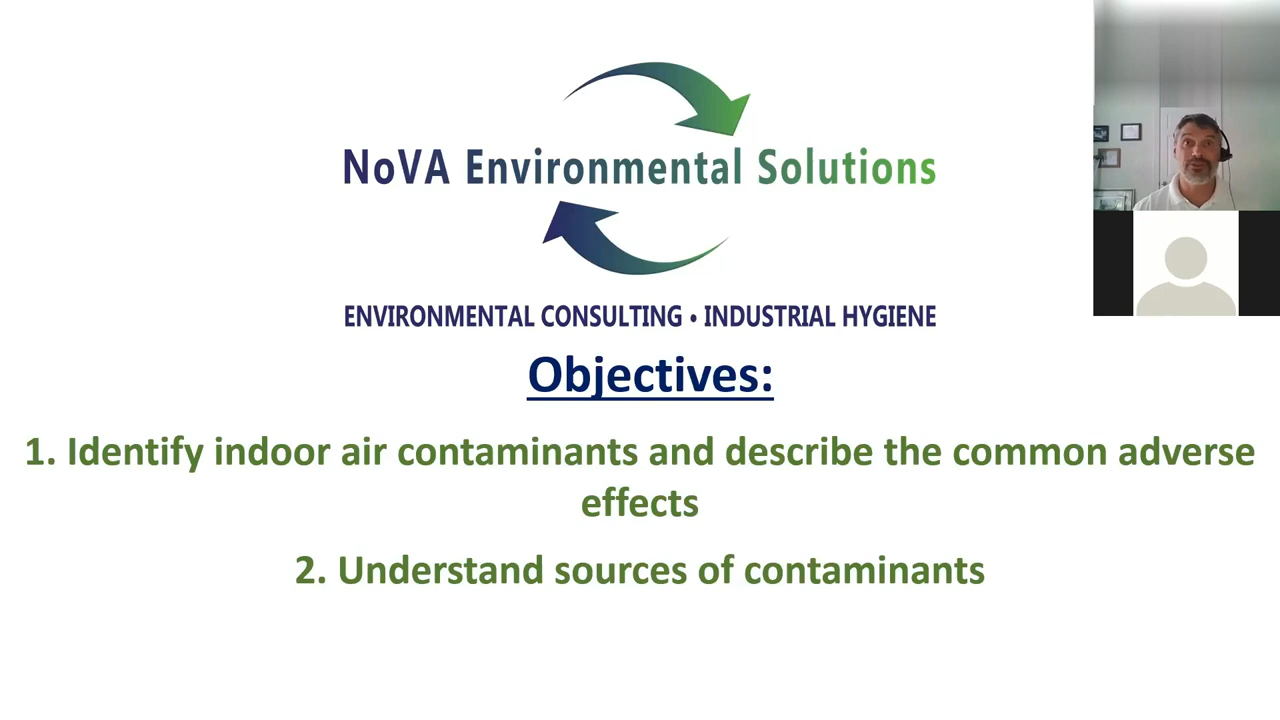 NoVA Environmental Solutions
ENVIRONMENTAL CONSULTING • INDUSTRIAL HYGIENE
Objectives:
1. Identify indoor air contaminants and describe the common adverse
effects
2. Understand sources of contaminants